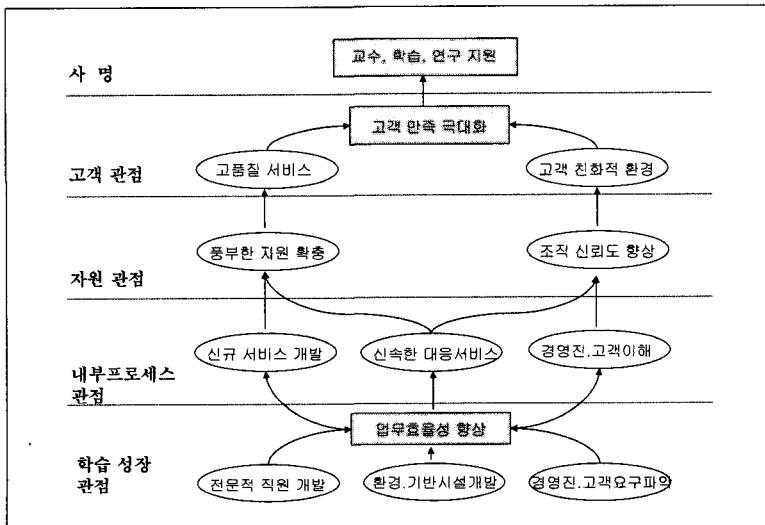 사 명
교수, 학습, 연구 지원
고객 만족 극대화
고객 관점
고품질 서비스
고객 친화적 환경
자원 관점
풍부한 자원 확충
조직 신뢰도 향상
내부프로세스
관점
신규 서비스 개발
신속한 대응서비스
경영진.고객이해
업무효율성 향상
학습 성장
관점
전문적 직원 개발
환경.기반시설개발
경영진.고객요구파악